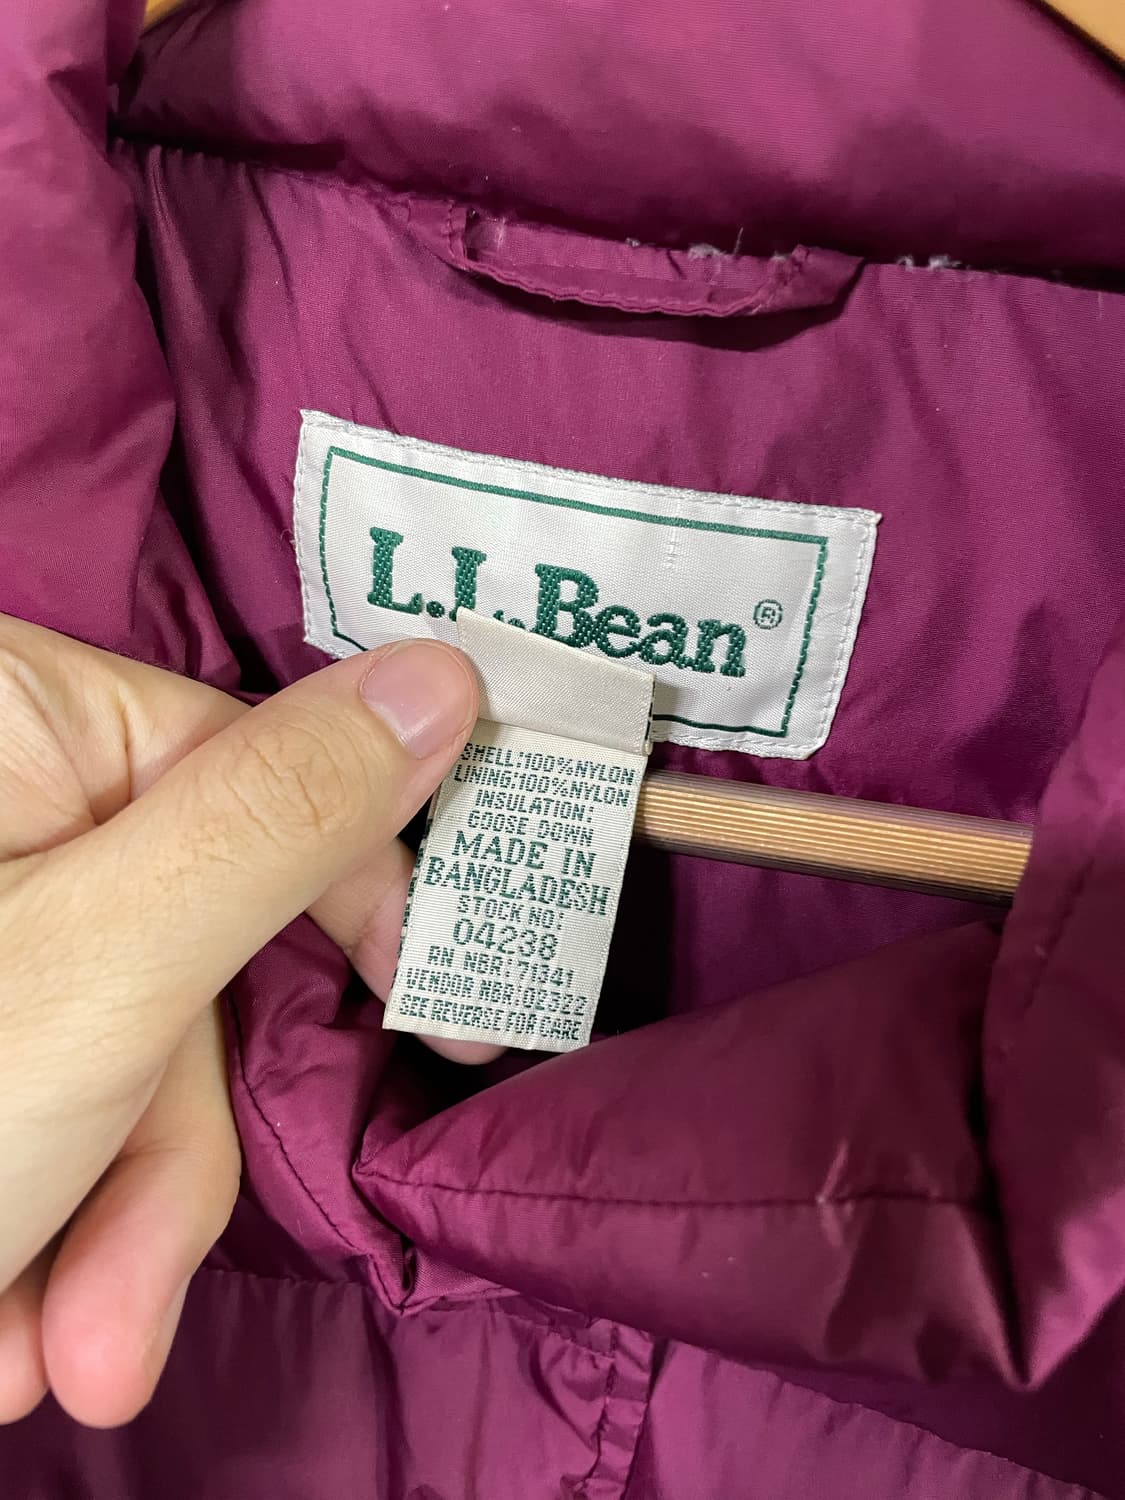 L.L.Bean®
SHELL:100%NYLON
LINING:100%NYLON
INSULATION:
GOOSE DOWN
MADE IN
BANGLADESH
STOCK NO:
04238
RN NBR:71341
VENDOR NBR:02322
SEE REVERSE FOR CARE